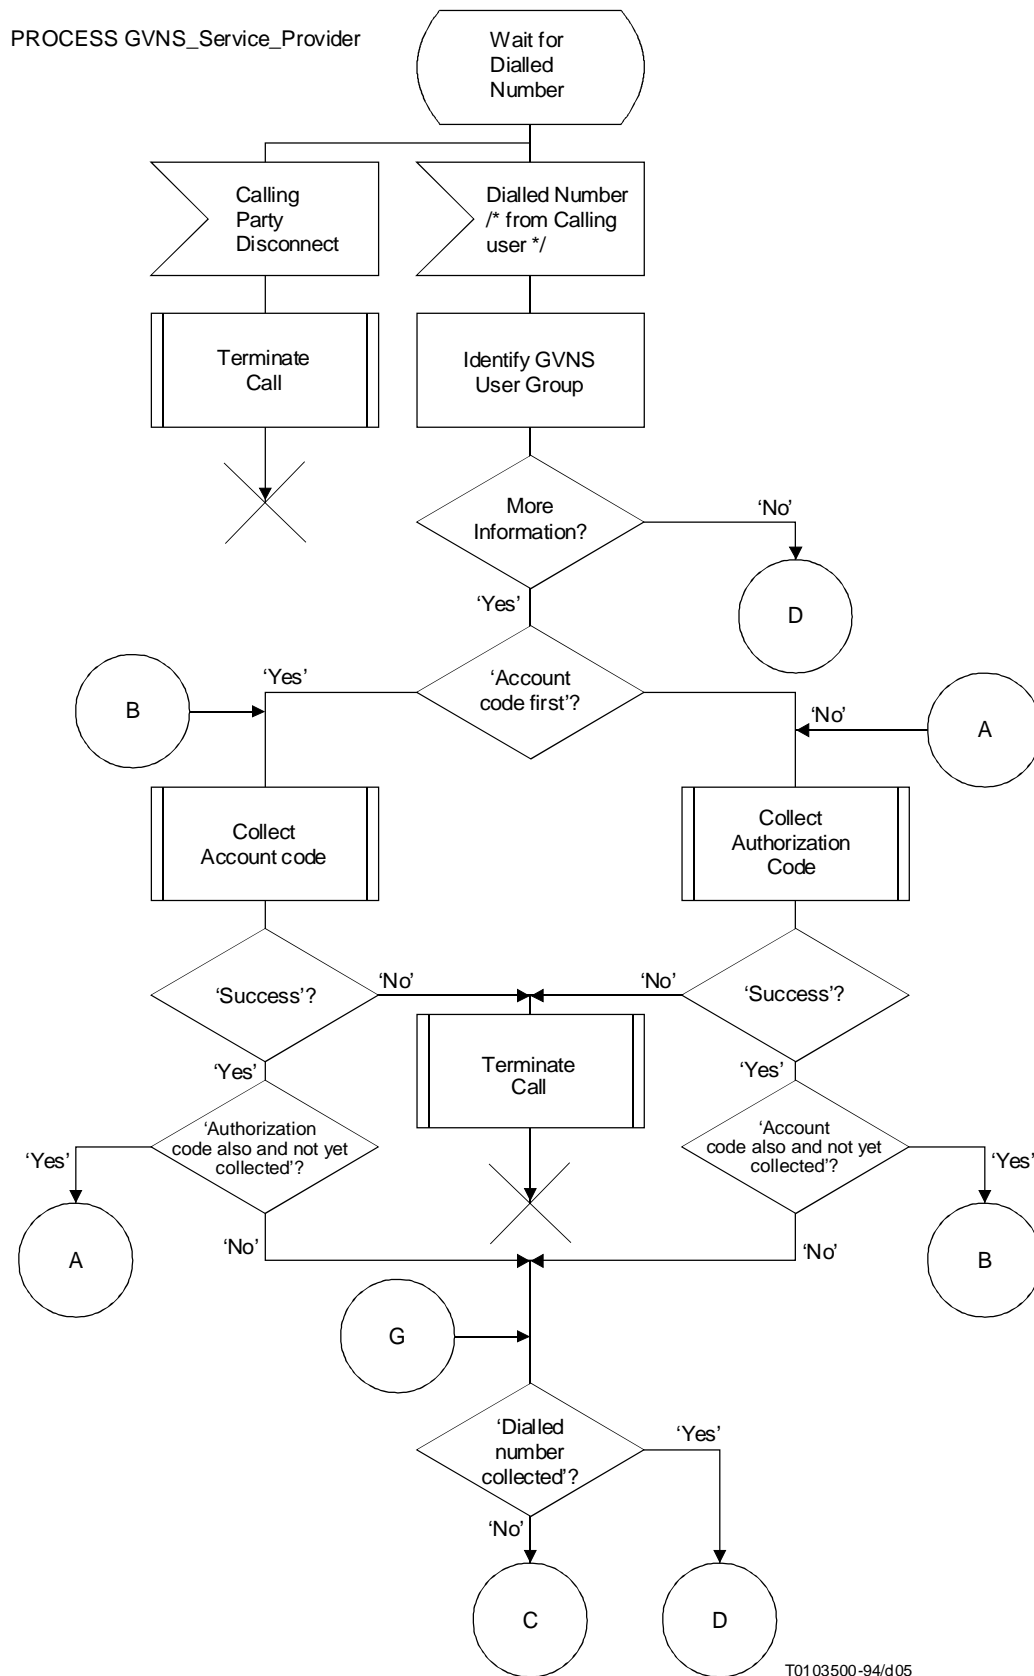 PROCESS GVNS_Service_Provider
Wait for
Dialled
Number
Calling
Party
Disconnect
Dialled Number
/* from Calling
user */
Terminate
Call
Identify GVNS
User Group
More
Information?
‘No’
D
‘Yes’
‘Account
code first’?
‘Yes’
B
‘No’
A
Collect
Account code
Collect
Authorization
Code
‘Success’?
‘No’
‘No’
‘Success’?
Terminate
Call
‘Yes’
‘Yes’
‘Authorization
code also and not yet
collected’?
‘Account
code also and not yet
collected’?
‘Yes’
‘Yes’
A
‘No’
‘No’
B
G
‘Dialled
number
collected’?
‘Yes’
‘No’
C
D
T0103500-94/d05